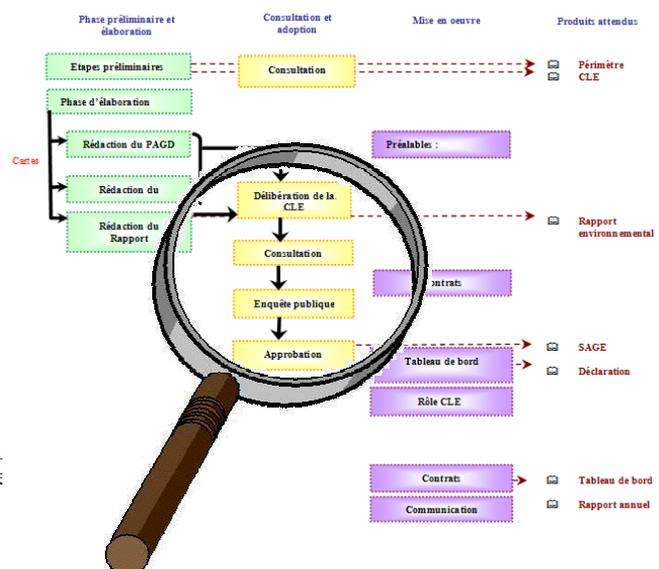 Phase préliminaire et
élaboration
Consultation et
adoption
Mise en oeuvre
Produits attendus
Etapes préliminaires
Consultation
Périmètre
CLE
Phase d'élaboration
Cartes
Rédaction du PAGD
Préalables :
Rédaction du
Délibération de la
CLE
Rédaction du
Rapport
Rapport
environnemental
Consultation
ontrats
Enquête publique
Approbation
SAGE
Tableau de bord
Déclaration
Rôle CLE
Contrats
Tableau de bord
Communication
Rapport annuel